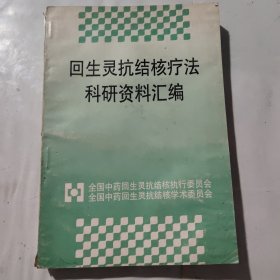 回生灵抗结核疗法
科研资料汇编
全国中药回生灵抗结核执行委员会
全国中药回生灵抗结核学术委员会